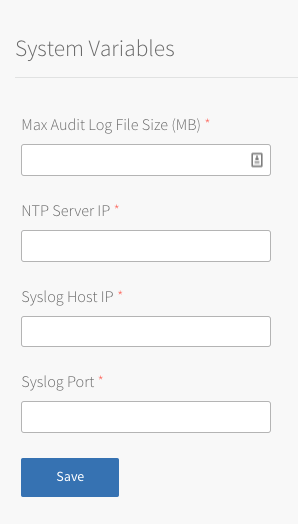 System Variables
Max Audit Log File Size (MB) *
NTP Server IP *
Syslog Host IP *
Syslog Port *
Save